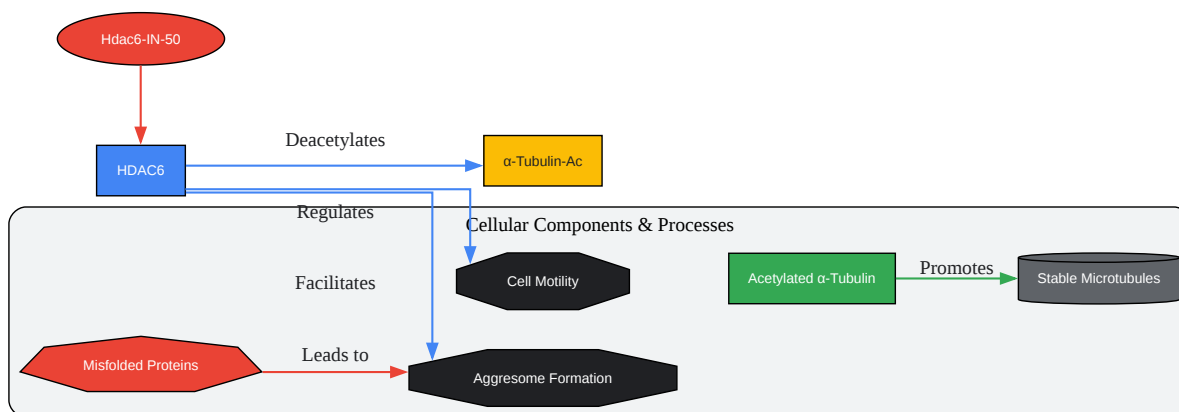 Hdac6-IN-50
Deacetylates
α-Tubulin-Ac
HDAC6
Regulates
Cellular Components & Processes
Facilitates
Cell Motility
Acetylated α-Tubulin
Promotes
Stable Microtubules
Misfolded Proteins
Leads to
Aggresome Formation